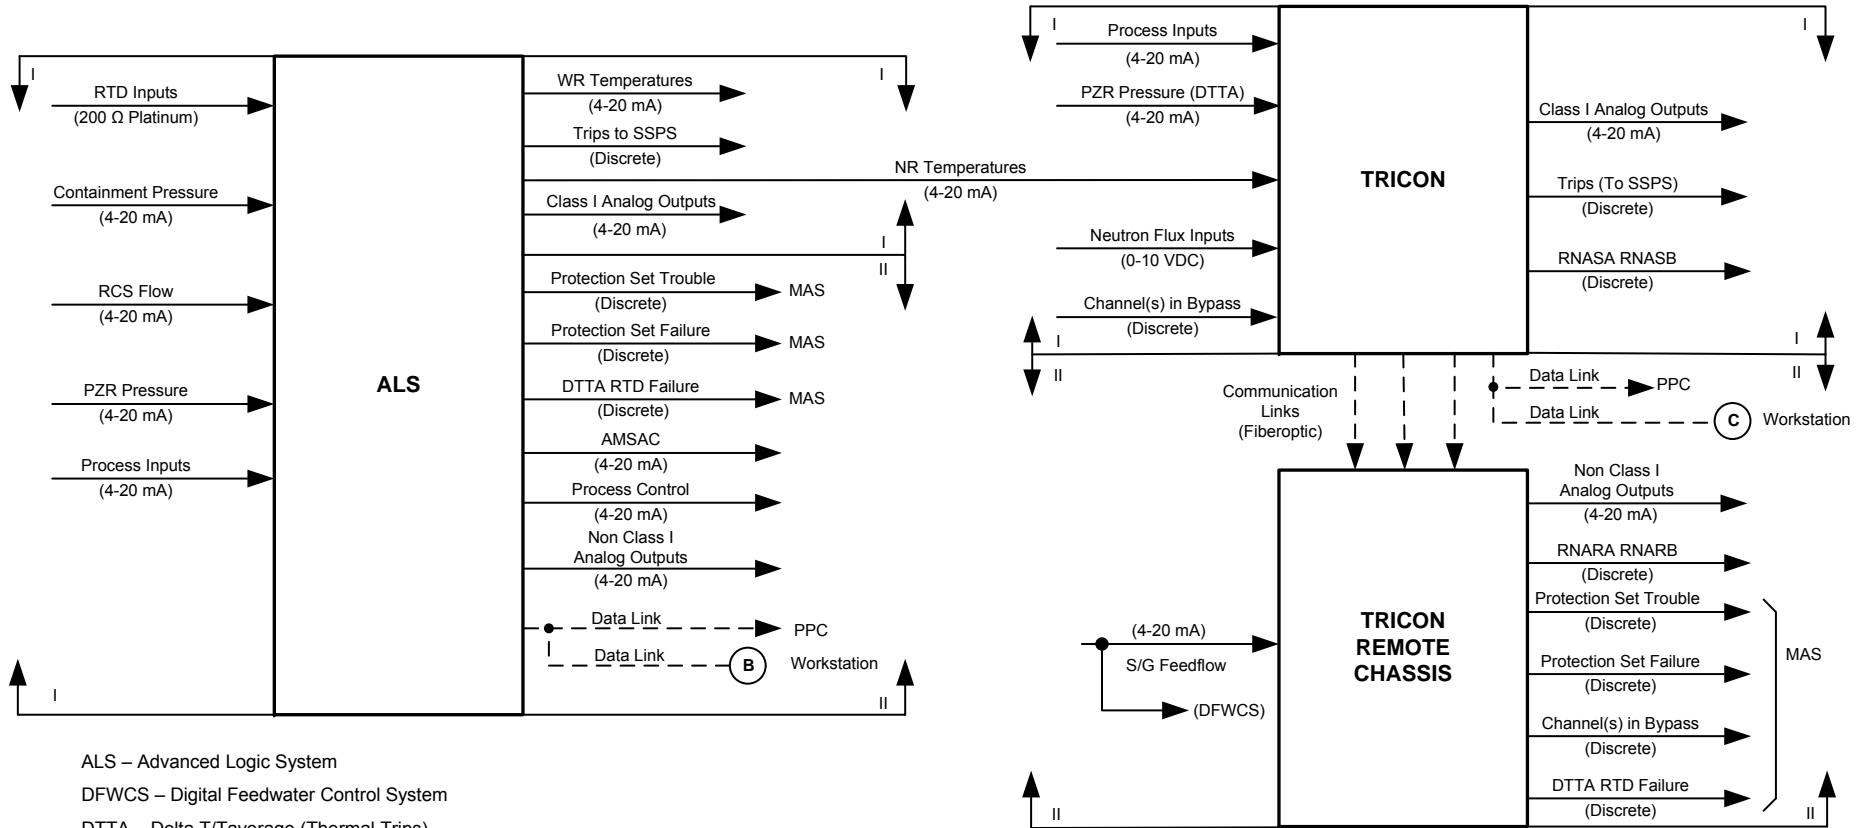 I
I
RTD Inputs
(200 Ω Platinum)
Containment Pressure
(4-20 mA)
RCS Flow
(4-20 mA)
PZR Pressure
(4-20 mA)
Process Inputs
(4-20 mA)
I
ALS
WR Temperatures
(4-20 mA)
Trips to SSPS
(Discrete)
NR Temperatures
(4-20 mA)
Class I Analog Outputs
(4-20 mA)
I
II
Protection Set Trouble
(Discrete)
MAS
Protection Set Failure
(Discrete)
MAS
DTTA RTD Failure
(Discrete)
MAS
AMSAC
(4-20 mA)
Process Control
(4-20 mA)
Non Class I
Analog Outputs
(4-20 mA)
Data Link
PPC
Data Link
B
Workstation
II
I
I
Process Inputs
(4-20 mA)
PZR Pressure (DTTA)
(4-20 mA)
Neutron Flux Inputs
(0-10 VDC)
Channel(s) in Bypass
(Discrete)
I
II
TRICON
Class I Analog Outputs
(4-20 mA)
Trips (To SSPS)
(Discrete)
RNASA RNASB
(Discrete)
I
II
Communication
Links
(Fiberoptic)
Data Link
PPC
Data Link
C
Workstation
(4-20 mA)
S/G Feedflow
(DFWCS)
TRICON
REMOTE
CHASSIS
Non Class I
Analog Outputs
(4-20 mA)
RNARA RNARB
(Discrete)
Protection Set Trouble
(Discrete)
Protection Set Failure
(Discrete)
Channel(s) in Bypass
(Discrete)
DTTA RTD Failure
(Discrete)
MAS
II
II
ALS – Advanced Logic System
DFWCS – Digital Feedwater Control System
DTTA – Delta T/Taverage (Thermal Trips)